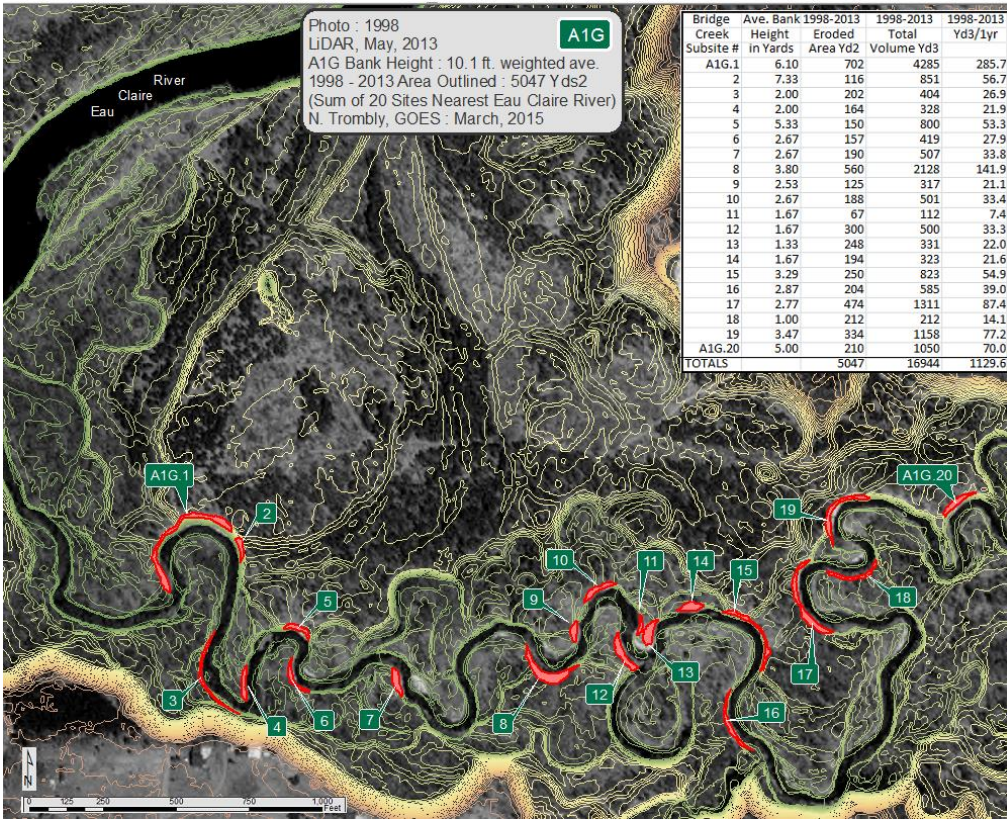 Photo : 1998
LiDAR, May, 2013
A1G Bank Height : 10.1 ft. weighted ave.
1998 - 2013 Area Outlined : 5047 Yds2
(Sum of 20 Sites Nearest Eau Claire River)
N. Trombly, GOES : March, 2015
A1G
Bridge Ave. Bank 1998-2013 1998-2013 1998-2013
Creek Height Eroded Total Yd3/1yr
Subsite # in Yards Area Yd2 Volume Yd3
A1G.1 6.10 702 4285 285.7
2 7.33 116 851 56.7
3 2.00 202 404 26.9
4 2.00 164 328 21.9
5 5.33 150 800 53.3
6 2.67 157 419 27.9
7 2.67 190 507 33.8
8 3.80 560 2128 141.9
9 2.53 125 317 21.1
10 2.67 188 501 33.4
11 1.67 67 112 7.4
12 1.67 300 500 33.3
13 1.33 248 331 22.0
14 1.67 194 323 21.6
15 3.29 250 823 54.9
16 2.87 204 585 39.0
17 2.77 474 1311 87.4
18 1.00 212 212 14.1
19 3.47 334 1158 77.2
A1G.20 5.00 210 1050 70.0
TOTALS 5047 16944 1129.6
River
Claire
Eau
A1G.1
2
3
4
5
6
7
8
9
10
11
12
13
14
15
16
17
18
19
A1G.20
N
0 125 250 500 750 1,000
Feet